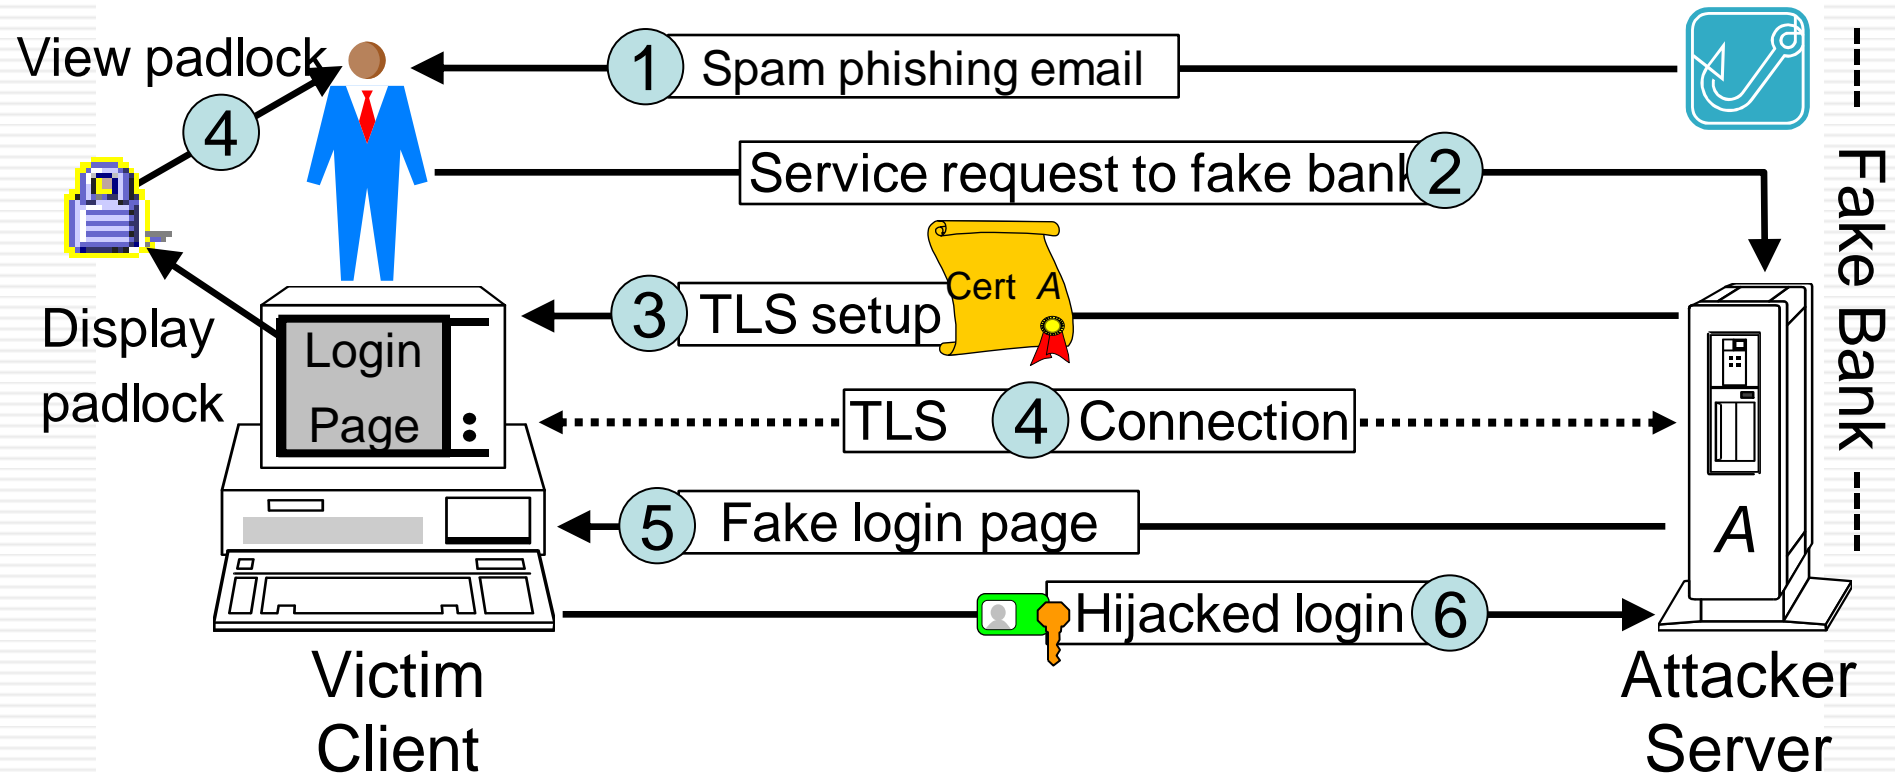 View padlock
1 Spam phishing email
4
Service request to fake bank 2
---- Fake Bank ----
Cert A
3 TLS setup
Display
padlock
Login
Page
TLS 4 Connection
5 Fake login page
A
Hijacked login 6
Victim
Client
Attacker
Server